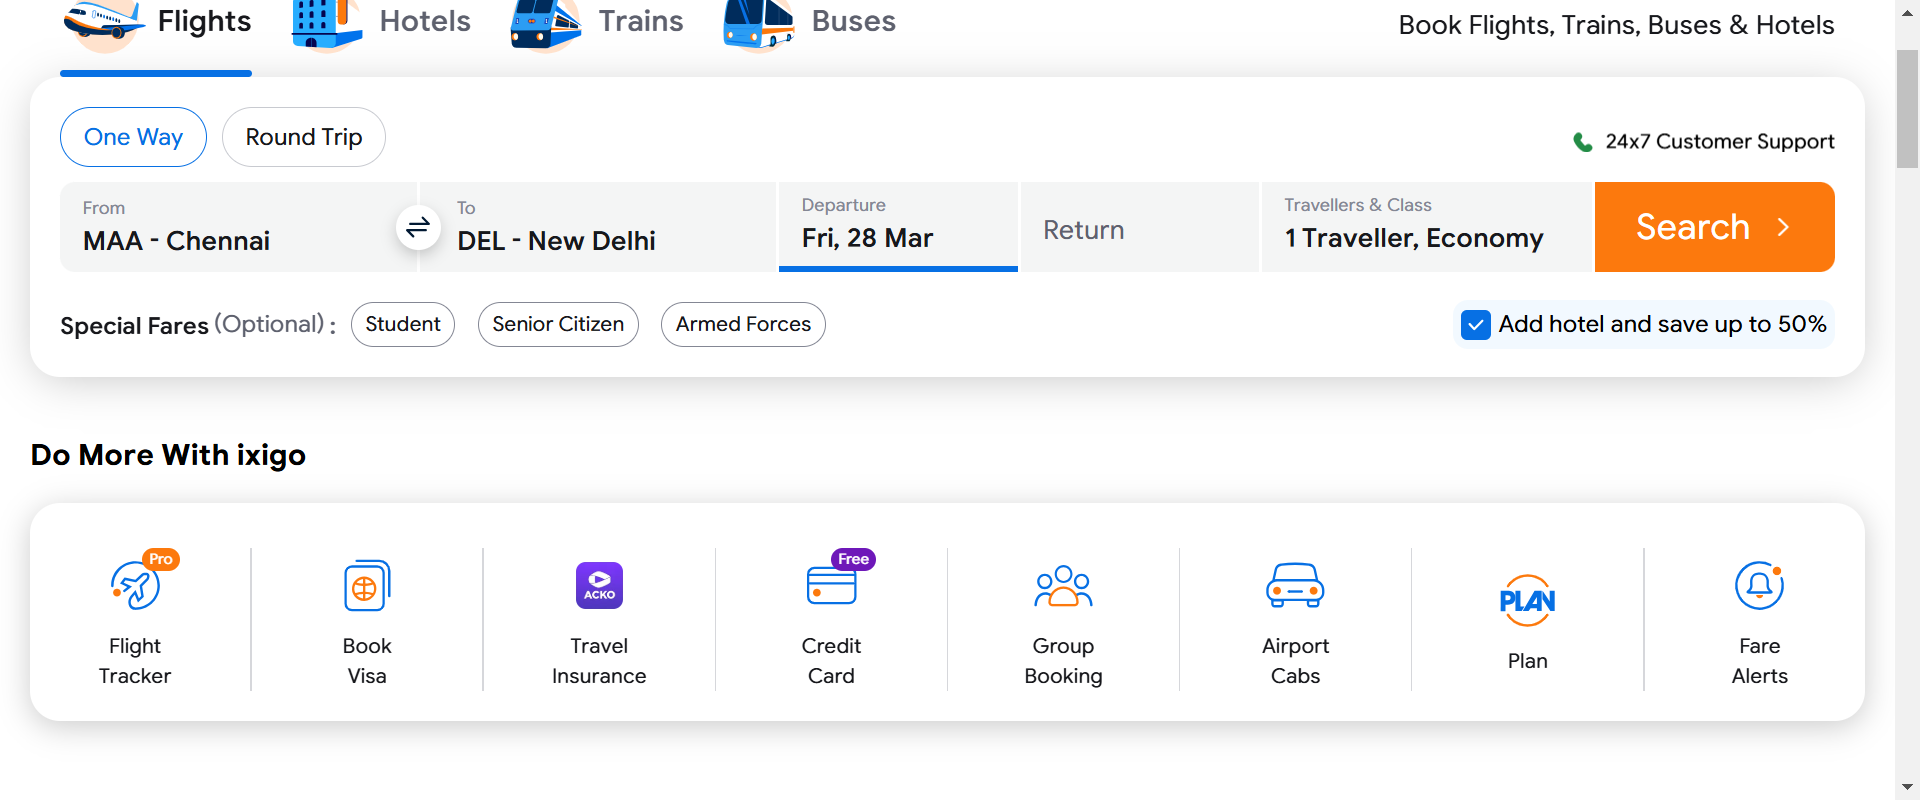 Flights
Hotels
Trains
Buses
Book Flights, Trains, Buses & Hotels
One Way
Round Trip
24x7 Customer Support
From
MAA - Chennai
To
DEL - New Delhi
Departure
Fri, 28 Mar
Return
Travellers & Class
1 Traveller, Economy
Search
Special Fares (Optional) :
Student
Senior Citizen
Armed Forces
Add hotel and save up to 50%
Do More With ixigo
Pro
Flight
Tracker
Book
Visa
ACKO
Travel
Insurance
Free
Credit
Card
Group
Booking
Airport
Cabs
PLAN
Plan
Fare
Alerts